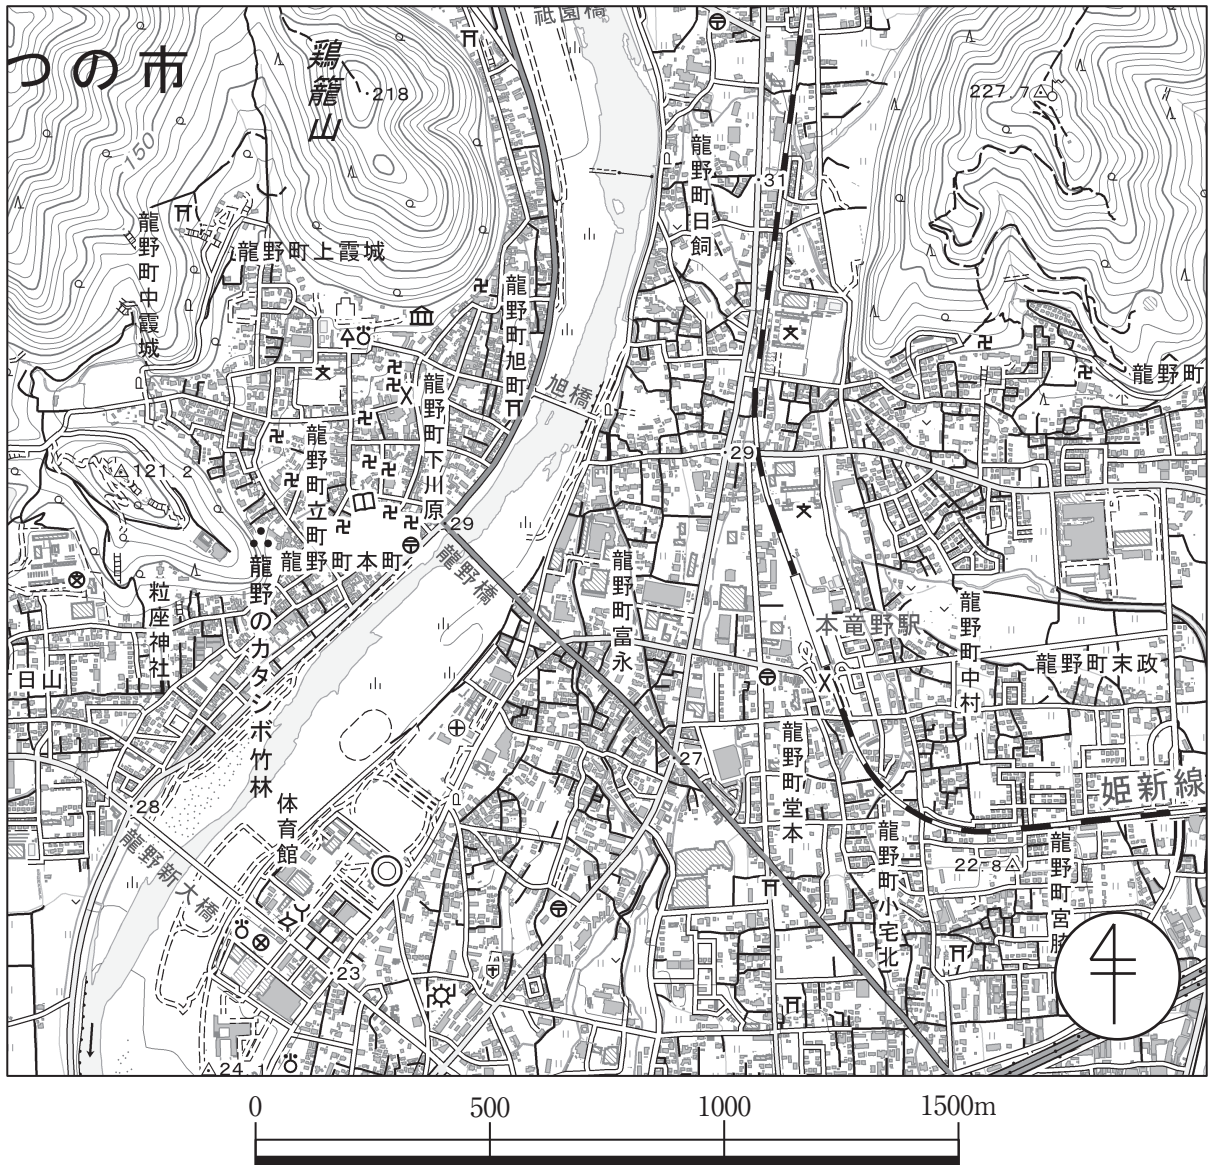 祇園橋
つの市
鶏籠山
218
227.7
150
龍野町日飼
31
龍野町中霞城
龍野町上霞城
龍野町旭町
旭橋
龍野町
龍野町下川原
龍野町立町
29
121.2
29
龍野町本町
龍野橋
龍野町富永
粒座神社
龍野のカタシボ竹林
本竜野駅
龍野町中村
龍野町末政
日山
27
龍野町堂本
姫新線
28
体育館
龍野新大橋
龍野町小宅北
22.8
龍野町宮脇
23
24.1
0 500 1000 1500m